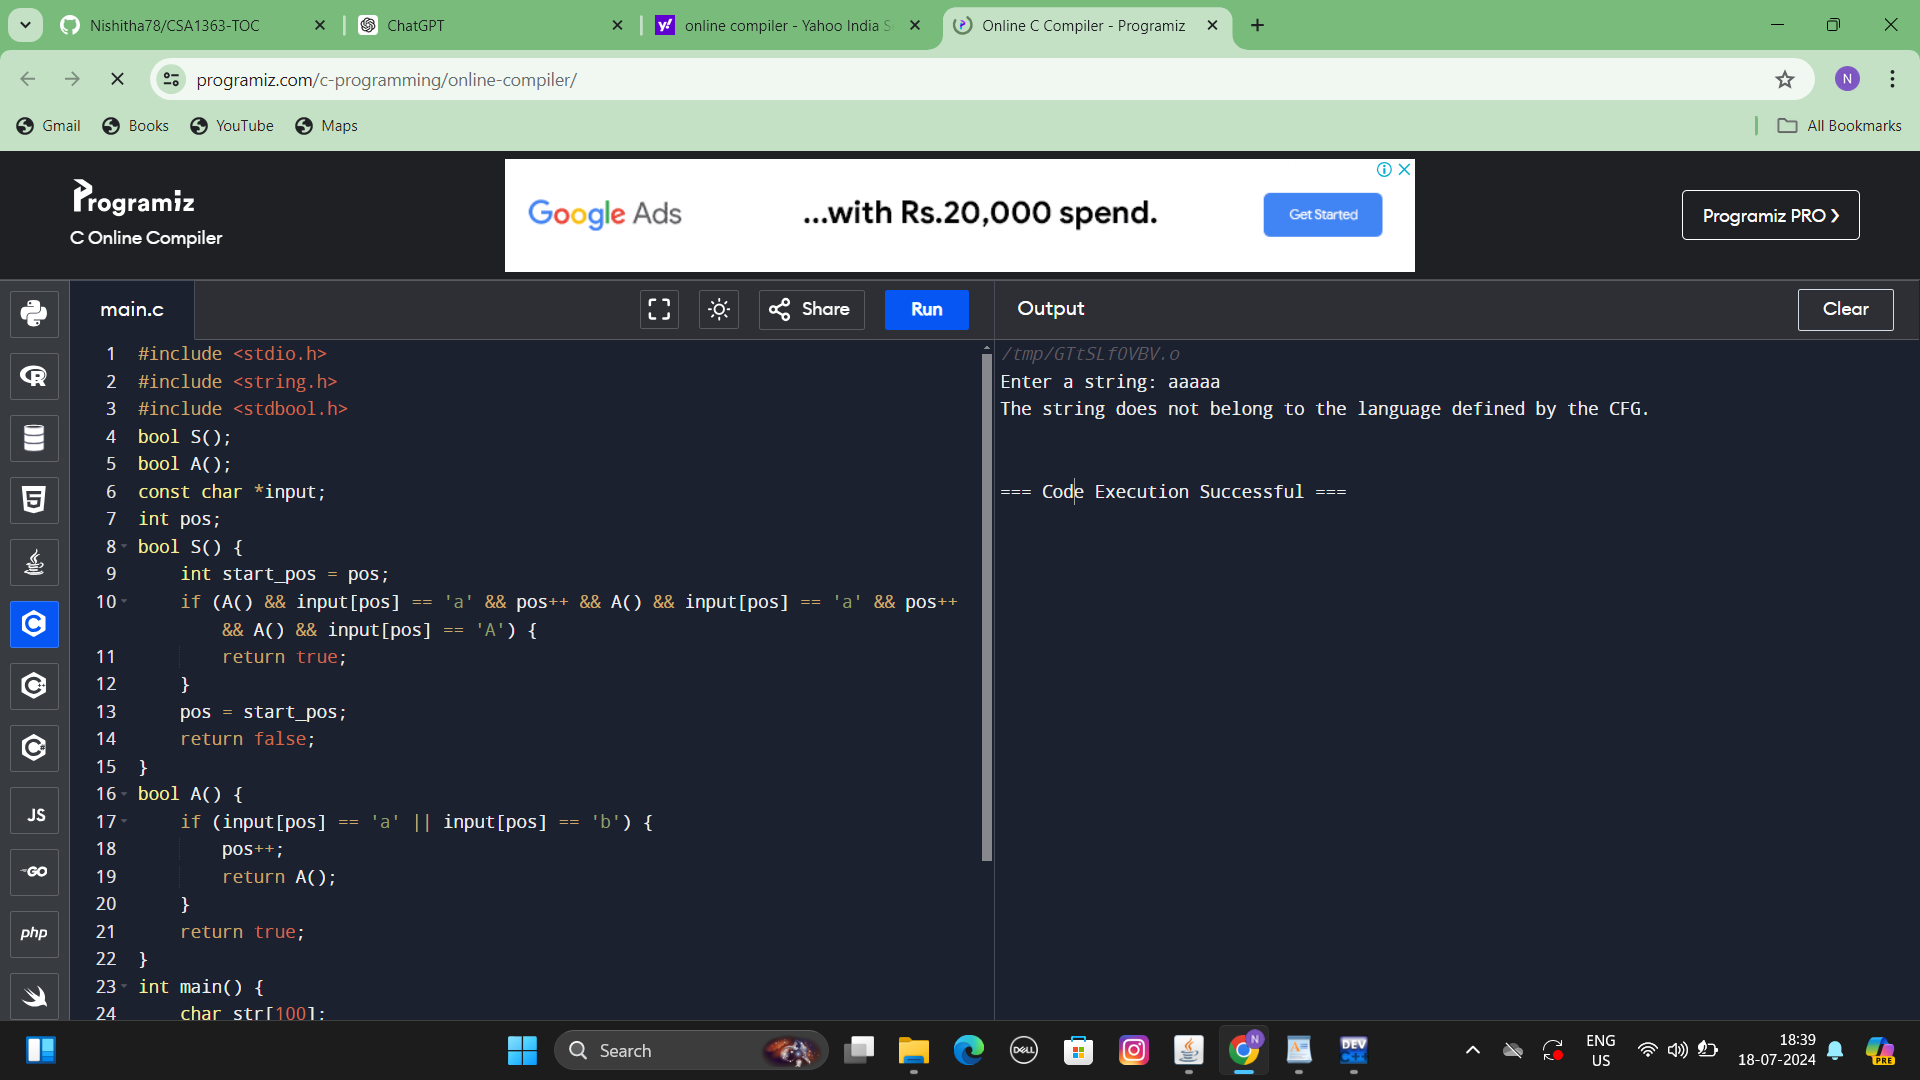 Nishitha78/CSA1363-TOC
ChatGPT
online compiler - Yahoo India S
Online C Compiler - Programiz
programiz.com/c-programming/online-compiler/
N
Gmail
Books
YouTube
Maps
All Bookmarks
Programiz
C Online Compiler
Google Ads
...with Rs.20,000 spend.
Get Started
Programiz PRO ❯
main.c
Share
Run
Output
Clear
1 #include <stdio.h>
2 #include <string.h>
3 #include <stdbool.h>
4 bool S();
5 bool A();
6 const char *input;
7 int pos;
8 bool S() {
9 int start_pos = pos;
10 if (A() && input[pos] == 'a' && pos++ && A() && input[pos] == 'a' && pos++
&& A() && input[pos] == 'A') {
11 return true;
12 }
13 pos = start_pos;
14 return false;
15 }
16 bool A() {
17 if (input[pos] == 'a' || input[pos] == 'b') {
18 pos++;
19 return A();
20 }
21 return true;
22 }
23 int main() {
24 char str[100];
/tmp/GTtSLfOVBV.o
Enter a string: aaaaa
The string does not belong to the language defined by the CFG.
=== Code Execution Successful ===
JS
GO
php
Search
DELL
N
DEV
C++
ENG
US
18:39
18-07-2024
PRE